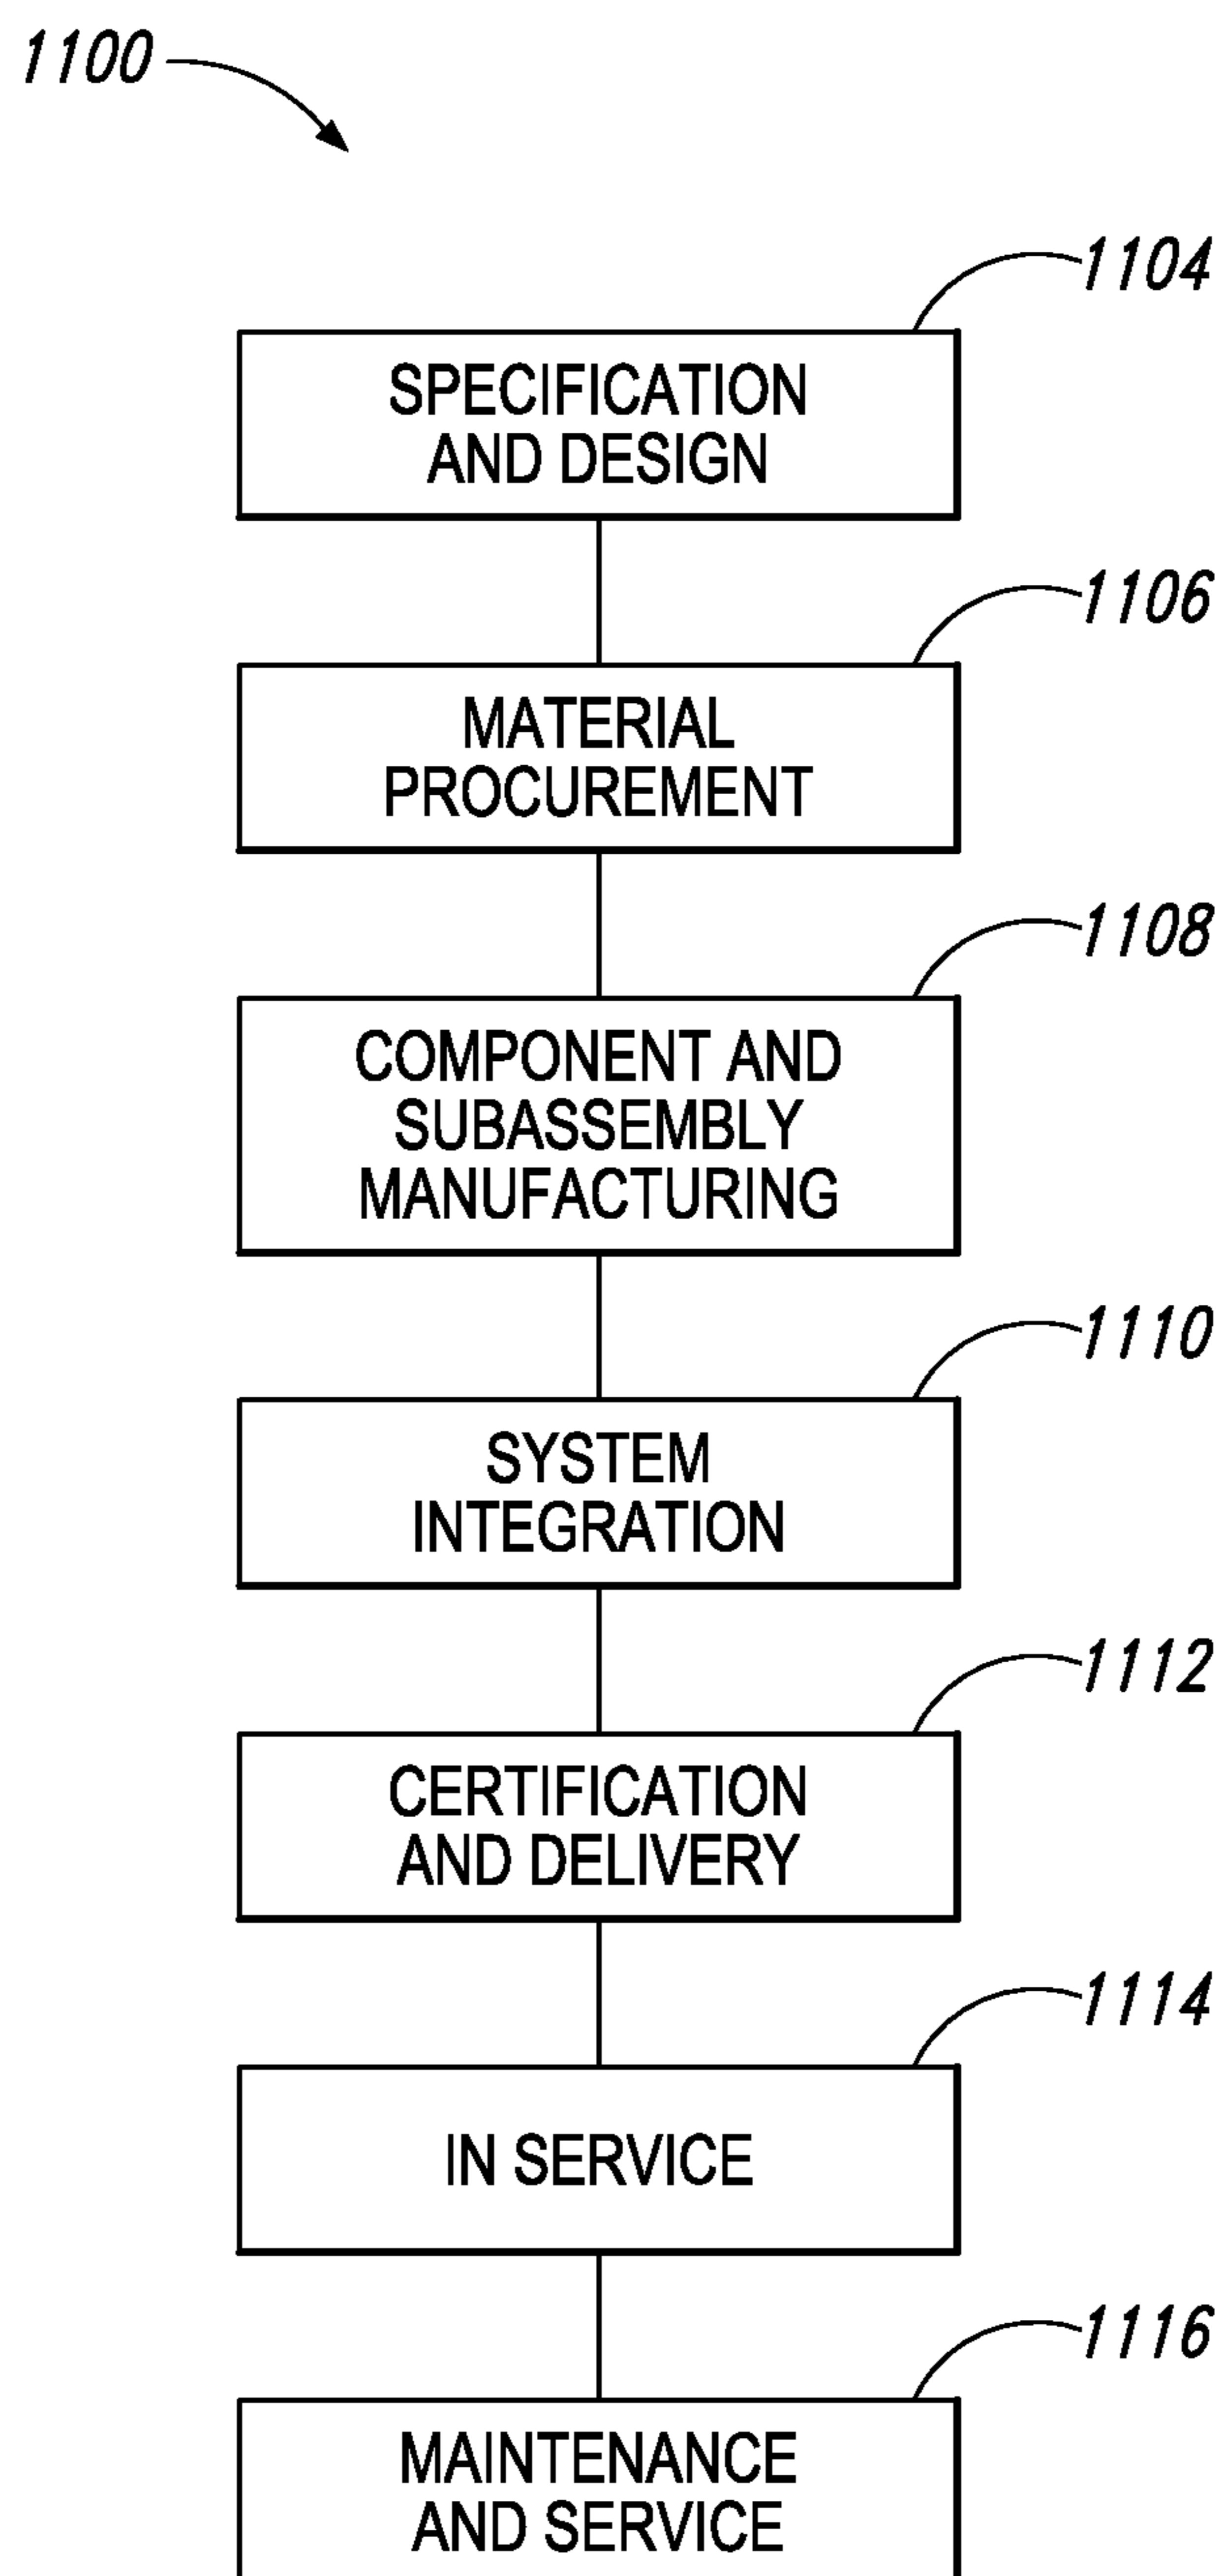 1100
1104
SPECIFICATION
AND DESIGN
1106
MATERIAL
PROCUREMENT
1108
COMPONENT AND
SUBASSEMBLY
MANUFACTURING
1110
SYSTEM
INTEGRATION
1112
CERTIFICATION
AND DELIVERY
1114
IN SERVICE
1116
MAINTENANCE
AND SERVICE